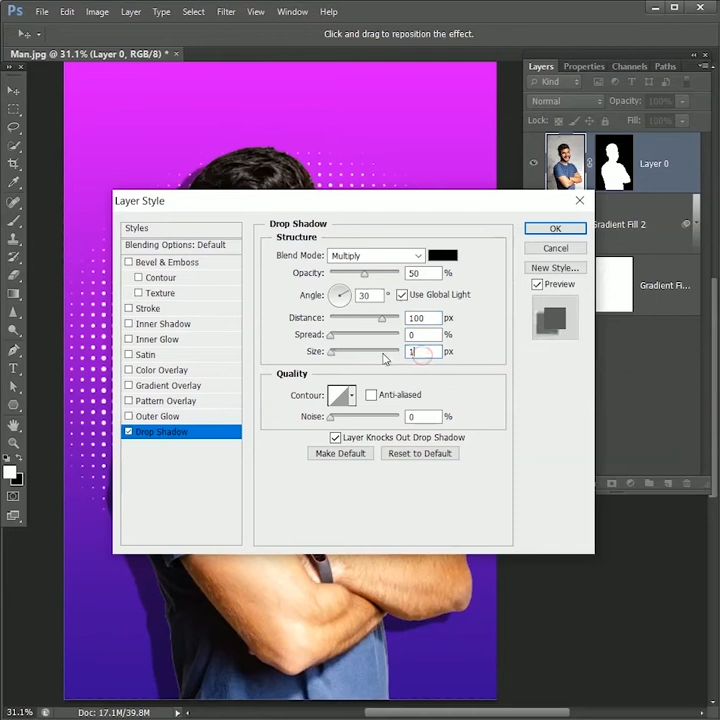 Ps File Edit Image Layer Type Select Filter View Window Help
Click and drag to reposition the effect.
Man.jpg @ 31.1% (Layer 0, RGB/8) * ×
Layers Properties Channels Paths
Kind
Normal Opacity: 100%
Lock: Fill: 100%
Layer 0
Gradient Fill 2
Gradient Fi...
Layer Style
Styles
Blending Options: Default
Bevel & Emboss
Contour
Texture
Stroke
Inner Shadow
Inner Glow
Satin
Color Overlay
Gradient Overlay
Pattern Overlay
Outer Glow
Drop Shadow
Drop Shadow
Structure
Blend Mode: Multiply
Opacity: 50 %
Angle: 30 ° Use Global Light
Distance: 100 px
Spread: 0 %
Size: 1 px
Quality
Contour: Anti-aliased
Noise: 0 %
Layer Knocks Out Drop Shadow
Make Default Reset to Default
OK
Cancel
New Style...
Preview
31.1% Doc: 17.1M/39.8M